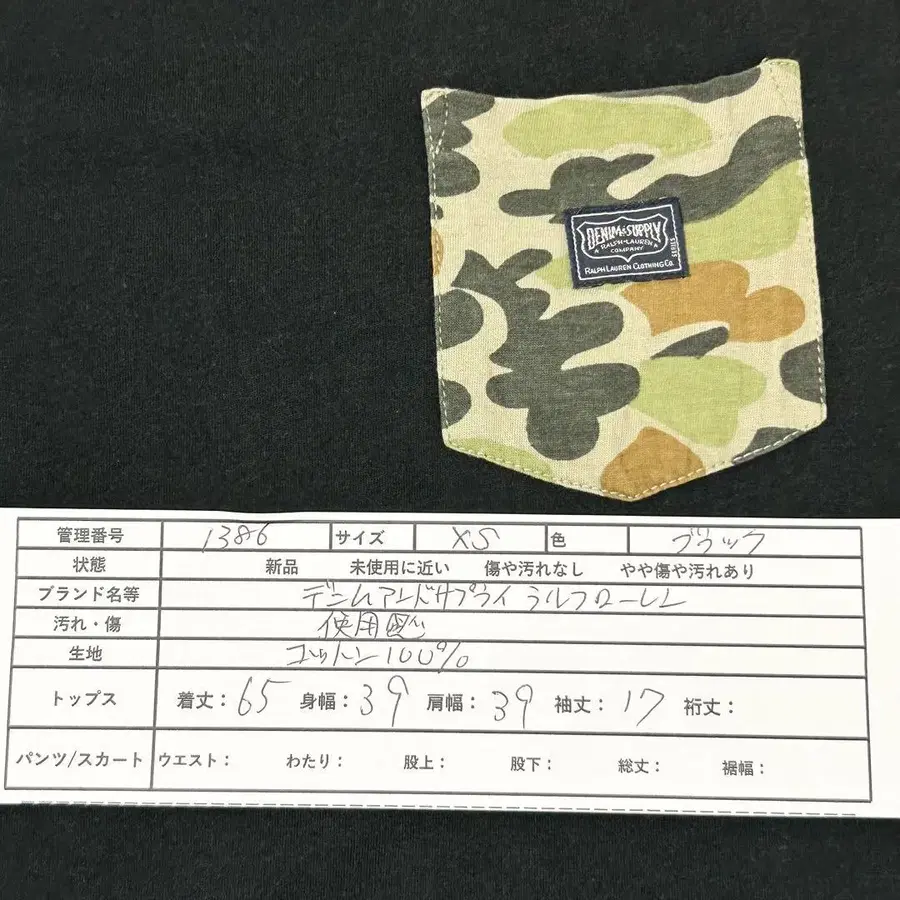 DENIM & SUPPLY
RALPH-LAUREN
COMPANY
SERIES
RALPH LAUREN CLOTHING CO.
管理番号 1386 サイズ XS 色 ブラック
状態 新品 未使用に近い 傷や汚れなし やや傷や汚れあり
ブランド名等 デニムアンドサプライ ラルフローレン
汚れ・傷 使用感
生地 コットン100%
トップス 着丈: 65 身幅: 39 肩幅: 39 袖丈: 17 裄丈:
パンツ/スカート ウエスト: わたり: 股上: 股下: 総丈: 裾幅: